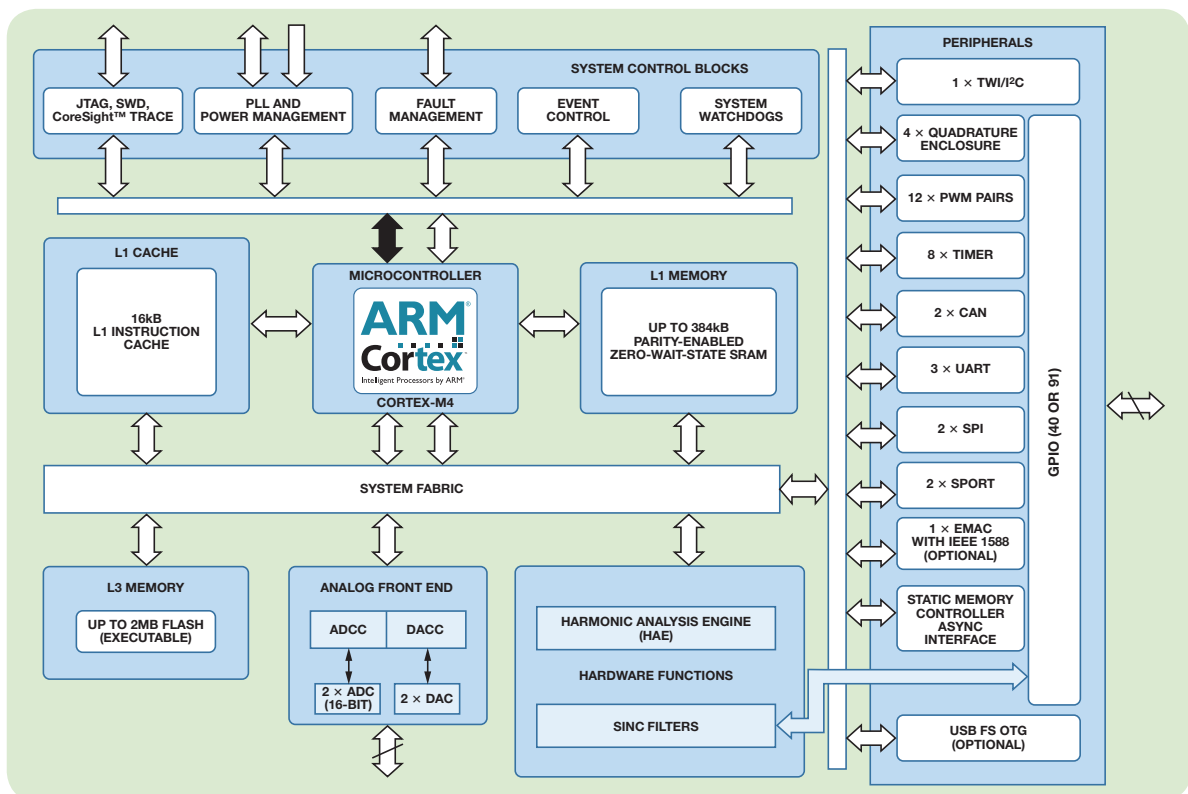 SYSTEM CONTROL BLOCKS
JTAG, SWD,
CoreSight™ TRACE
PLL AND
POWER MANAGEMENT
FAULT
MANAGEMENT
EVENT
CONTROL
SYSTEM
WATCHDOGS
L1 CACHE
16kB
L1 INSTRUCTION
CACHE
MICROCONTROLLER
ARM®
Cortex
Intelligent Processors by ARM®
CORTEX-M4
L1 MEMORY
UP TO 384kB
PARITY-ENABLED
ZERO-WAIT-STATE SRAM
SYSTEM FABRIC
L3 MEMORY
UP TO 2MB FLASH
(EXECUTABLE)
ANALOG FRONT END
ADCC
DACC
2 × ADC
(16-BIT)
2 × DAC
HARMONIC ANALYSIS ENGINE
(HAE)
HARDWARE FUNCTIONS
SINC FILTERS
PERIPHERALS
1 × TWI/I²C
4 × QUADRATURE
ENCLOSURE
12 × PWM PAIRS
8 × TIMER
2 × CAN
3 × UART
2 × SPI
2 × SPORT
1 × EMAC
WITH IEEE 1588
(OPTIONAL)
STATIC MEMORY
CONTROLLER
ASYNC
INTERFACE
USB FS OTG
(OPTIONAL)
GPIO (40 OR 91)